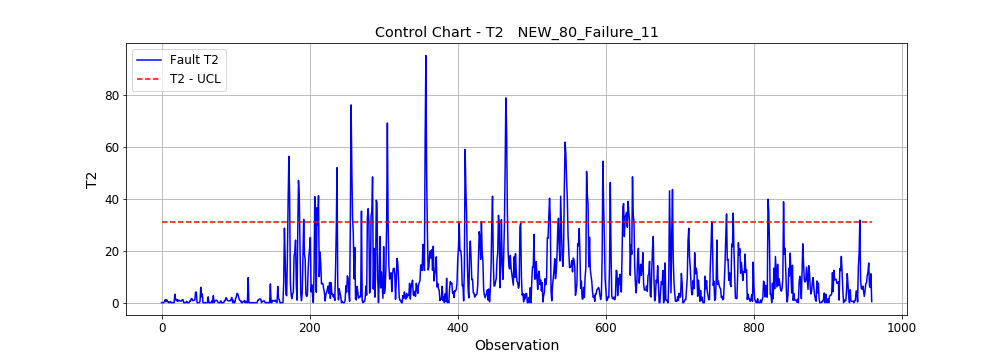 Control Chart - T2   NEW_80_Failure_11
Fault T2
T2 - UCL
80
60
40
20
0
T2
0 200 400 600 800 1000
Observation